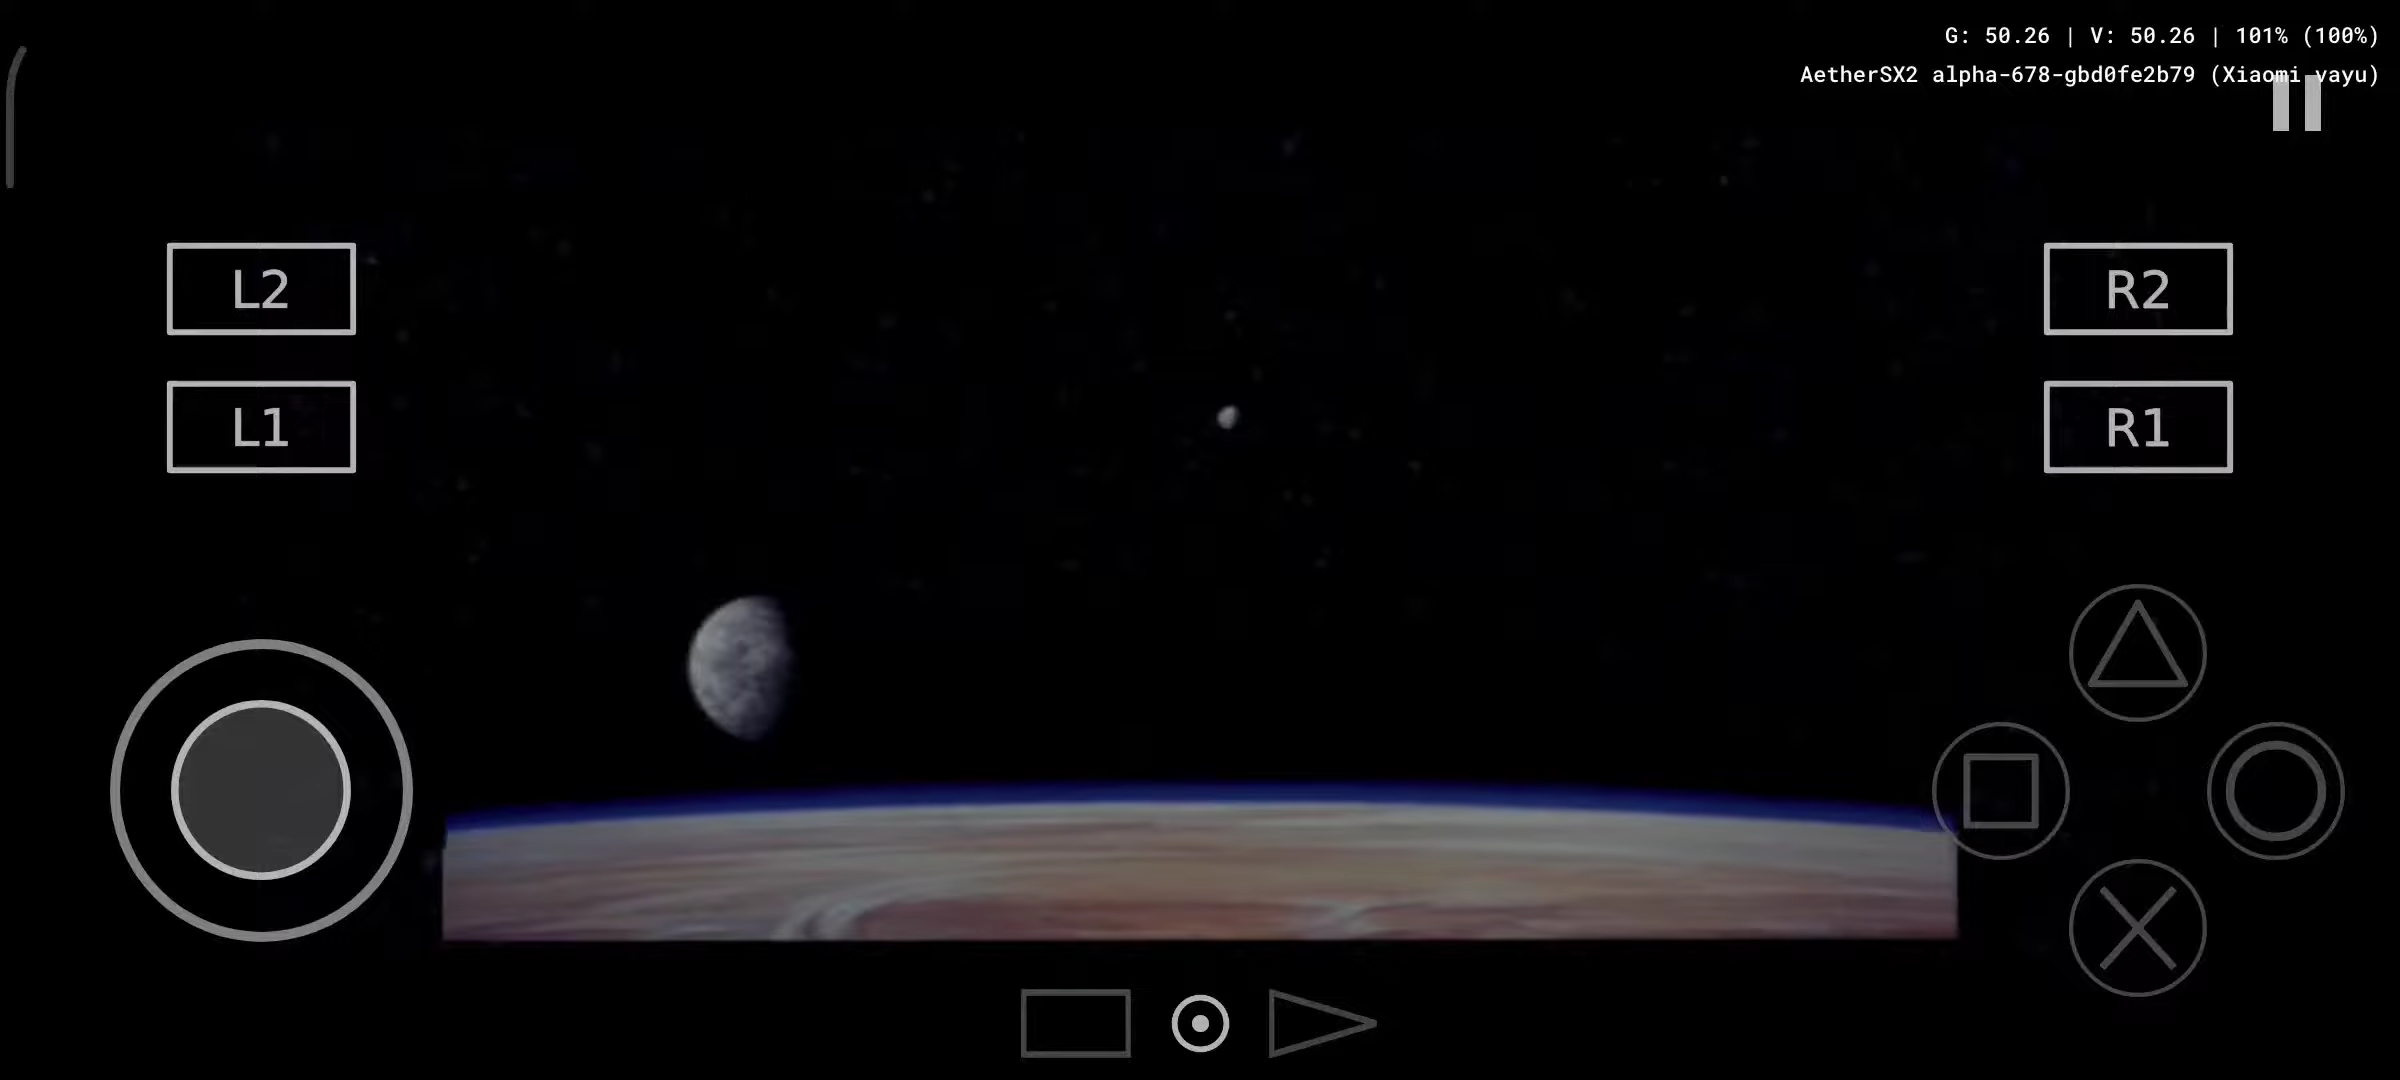 G: 50.26 | V: 50.26 | 101% (100%)
AetherSX2 alpha-678-gbd0fe2b79 (Xiaomi vayu)
L2
R2
L1
R1